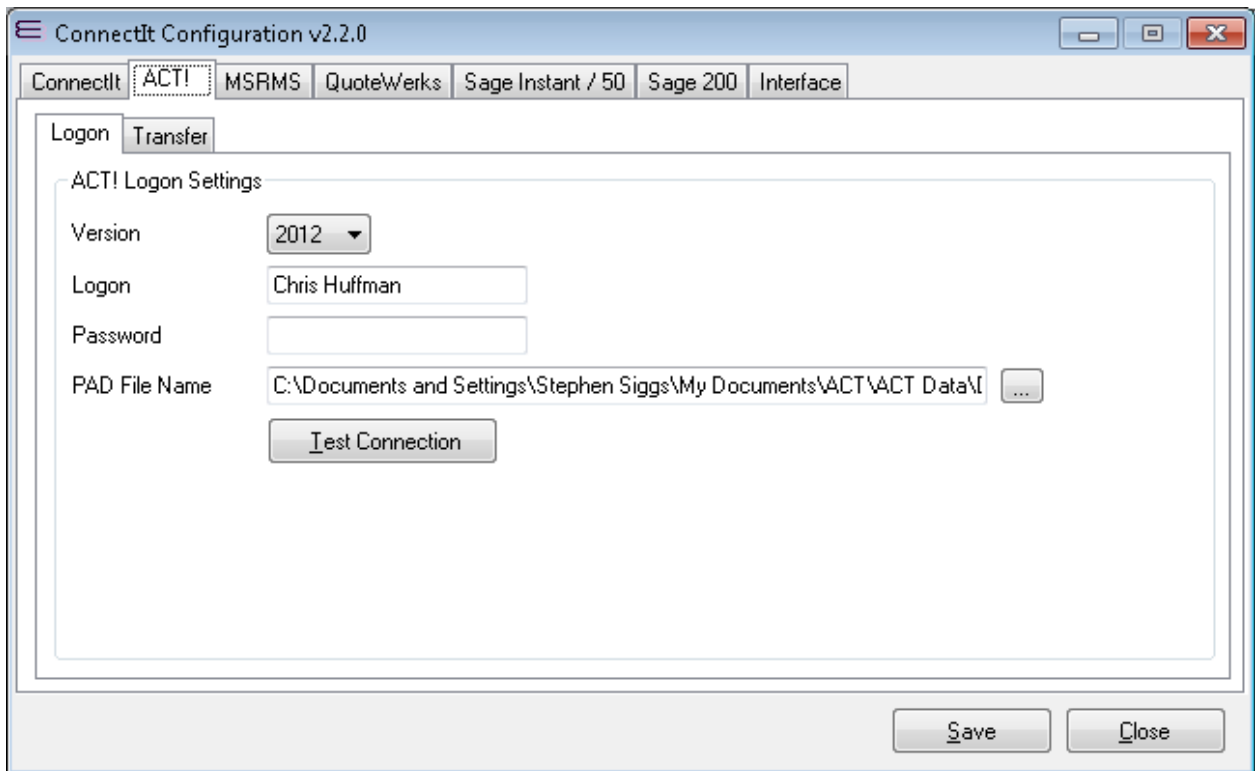 ConnectIt Configuration v2.2.0
ConnectIt ACT! MSRMS QuoteWerks Sage Instant / 50 Sage 200 Interface
Logon Transfer
ACT! Logon Settings
Version 2012
Logon Chris Huffman
Password
PAD File Name C:\Documents and Settings\Stephen Siggs\My Documents\ACT\ACT Data\ ...
Test Connection
Save Close